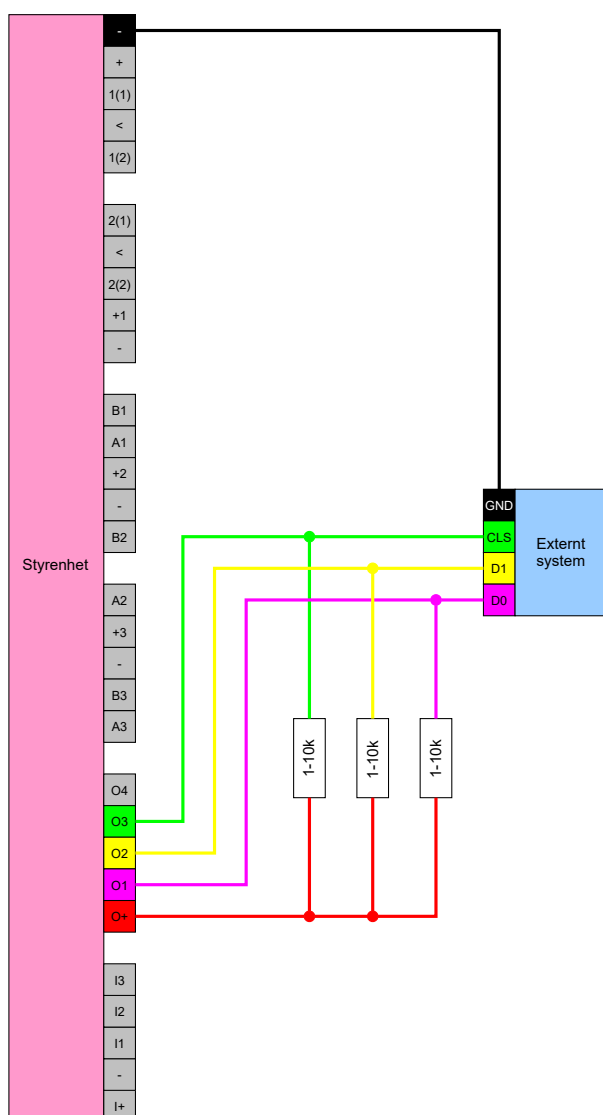 -
+
1(1)
<
1(2)
2(1)
<
2(2)
+1
-
B1
A1
+2
-
B2
Styrenhet
A2
+3
-
B3
A3
O4
O3
O2
O1
O+
I3
I2
I1
-
I+
GND
CLS
D1
D0
Externt
system
1-10k
1-10k
1-10k